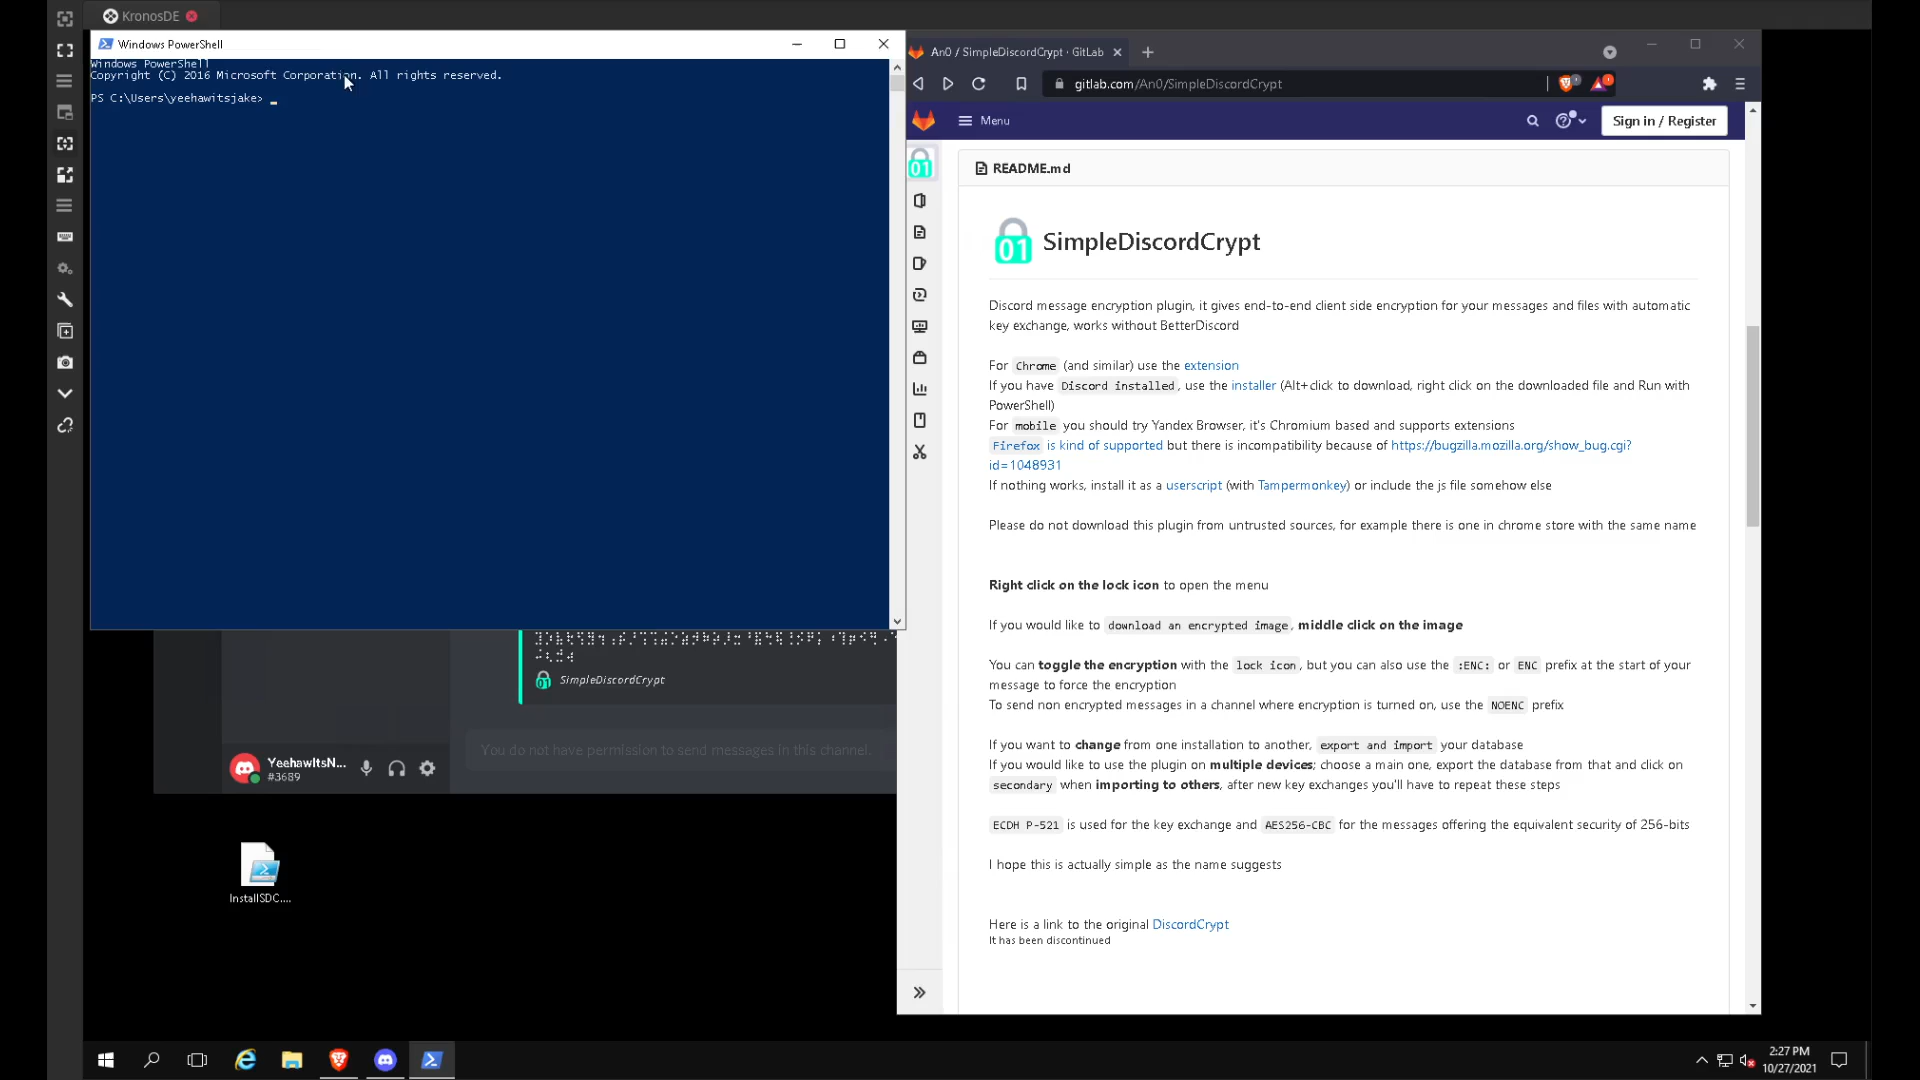 KronosDE
Windows PowerShell
Windows PowerShell
Copyright (C) 2016 Microsoft Corporation. All rights reserved.
PS C:\Users\yeehawitsjake> _
SimpleDiscordCrypt
You do not have permission to send messages in this channel.
YeehawItsN...
#3689
InstallSDC....
An0 / SimpleDiscordCrypt · GitLab
gitlab.com/An0/SimpleDiscordCrypt
Menu
Sign in / Register
README.md
SimpleDiscordCrypt
Discord message encryption plugin, it gives end-to-end client side encryption for your messages and files with automatic
key exchange, works without BetterDiscord
For Chrome (and similar) use the extension
If you have Discord installed, use the installer (Alt+click to download, right click on the downloaded file and Run with
PowerShell)
For mobile you should try Yandex Browser, it's Chromium based and supports extensions
Firefox is kind of supported but there is incompatibility because of https://bugzilla.mozilla.org/show_bug.cgi?
id=1048931
If nothing works, install it as a userscript (with Tampermonkey) or include the js file somehow else
Please do not download this plugin from untrusted sources, for example there is one in chrome store with the same name
Right click on the lock icon to open the menu
If you would like to download an encrypted image, middle click on the image
You can toggle the encryption with the lock icon, but you can also use the :ENC: or ENC prefix at the start of your
message to force the encryption
To send non encrypted messages in a channel where encryption is turned on, use the NOENC prefix
If you want to change from one installation to another, export and import your database
If you would like to use the plugin on multiple devices; choose a main one, export the database from that and click on
secondary when importing to others, after new key exchanges you'll have to repeat these steps
ECDH P-521 is used for the key exchange and AES256-CBC for the messages offering the equivalent security of 256-bits
I hope this is actually simple as the name suggests
Here is a link to the original DiscordCrypt
It has been discontinued
2:27 PM
10/27/2021